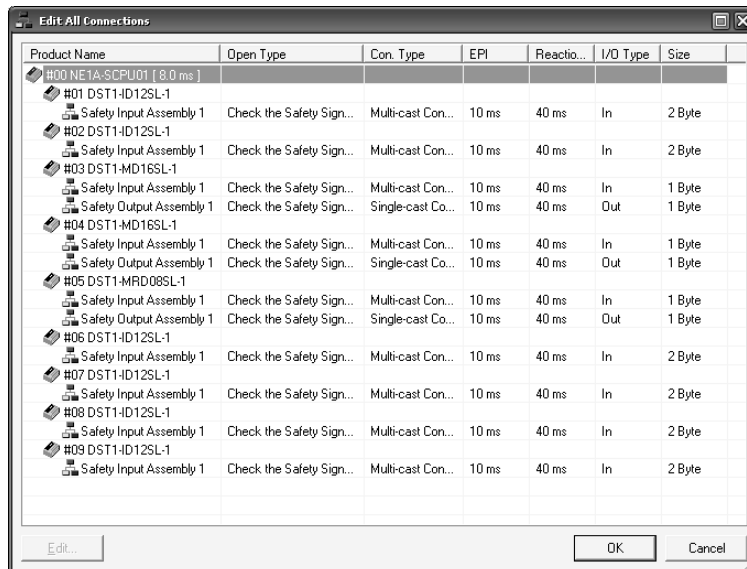 Edit All Connections
Product Name Open Type Con. Type EPI Reactio... I/O Type Size
#00 NE1A-SCPU01 [ 8.0 ms ]
#01 DST1-ID12SL-1
Safety Input Assembly 1 Check the Safety Sign... Multi-cast Con... 10 ms 40 ms In 2 Byte
#02 DST1-ID12SL-1
Safety Input Assembly 1 Check the Safety Sign... Multi-cast Con... 10 ms 40 ms In 2 Byte
#03 DST1-MD16SL-1
Safety Input Assembly 1 Check the Safety Sign... Multi-cast Con... 10 ms 40 ms In 1 Byte
Safety Output Assembly 1 Check the Safety Sign... Single-cast Co... 10 ms 40 ms Out 1 Byte
#04 DST1-MD16SL-1
Safety Input Assembly 1 Check the Safety Sign... Multi-cast Con... 10 ms 40 ms In 1 Byte
Safety Output Assembly 1 Check the Safety Sign... Single-cast Co... 10 ms 40 ms Out 1 Byte
#05 DST1-MRD08SL-1
Safety Input Assembly 1 Check the Safety Sign... Multi-cast Con... 10 ms 40 ms In 1 Byte
Safety Output Assembly 1 Check the Safety Sign... Single-cast Co... 10 ms 40 ms Out 1 Byte
#06 DST1-ID12SL-1
Safety Input Assembly 1 Check the Safety Sign... Multi-cast Con... 10 ms 40 ms In 2 Byte
#07 DST1-ID12SL-1
Safety Input Assembly 1 Check the Safety Sign... Multi-cast Con... 10 ms 40 ms In 2 Byte
#08 DST1-ID12SL-1
Safety Input Assembly 1 Check the Safety Sign... Multi-cast Con... 10 ms 40 ms In 2 Byte
#09 DST1-ID12SL-1
Safety Input Assembly 1 Check the Safety Sign... Multi-cast Con... 10 ms 40 ms In 2 Byte
Edit... OK Cancel